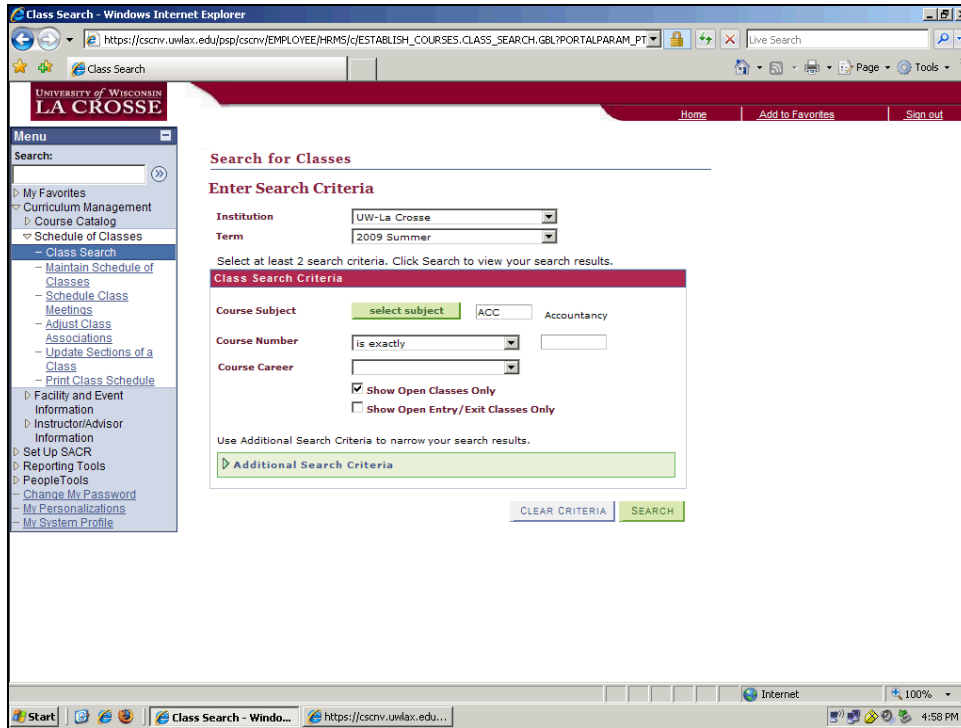 Class Search - Windows Internet Explorer
https://cscnv.uwlax.edu/psp/cscnv/EMPLOYEE/HRMS/c/ESTABLISH_COURSES.CLASS_SEARCH.GBL?PORTALPARAM_PT
Live Search
Class Search
Page
Tools
UNIVERSITY of WISCONSIN
LA CROSSE
Home
Add to Favorites
Sign out
Menu
Search:
My Favorites
Curriculum Management
Course Catalog
Schedule of Classes
– Class Search
– Maintain Schedule of
Classes
– Schedule Class
Meetings
– Adjust Class
Associations
– Update Sections of a
Class
– Print Class Schedule
Facility and Event
Information
Instructor/Advisor
Information
Set Up SACR
Reporting Tools
PeopleTools
– Change My Password
– My Personalizations
– My System Profile
Search for Classes
Enter Search Criteria
Institution UW-La Crosse
Term 2009 Summer
Select at least 2 search criteria. Click Search to view your search results.
Class Search Criteria
Course Subject select subject ACC Accountancy
Course Number is exactly
Course Career
Show Open Classes Only
Show Open Entry/Exit Classes Only
Use Additional Search Criteria to narrow your search results.
Additional Search Criteria
CLEAR CRITERIA SEARCH
Internet 100%
Start Class Search - Windo... https://cscnv.uwlax.edu... 4:58 PM